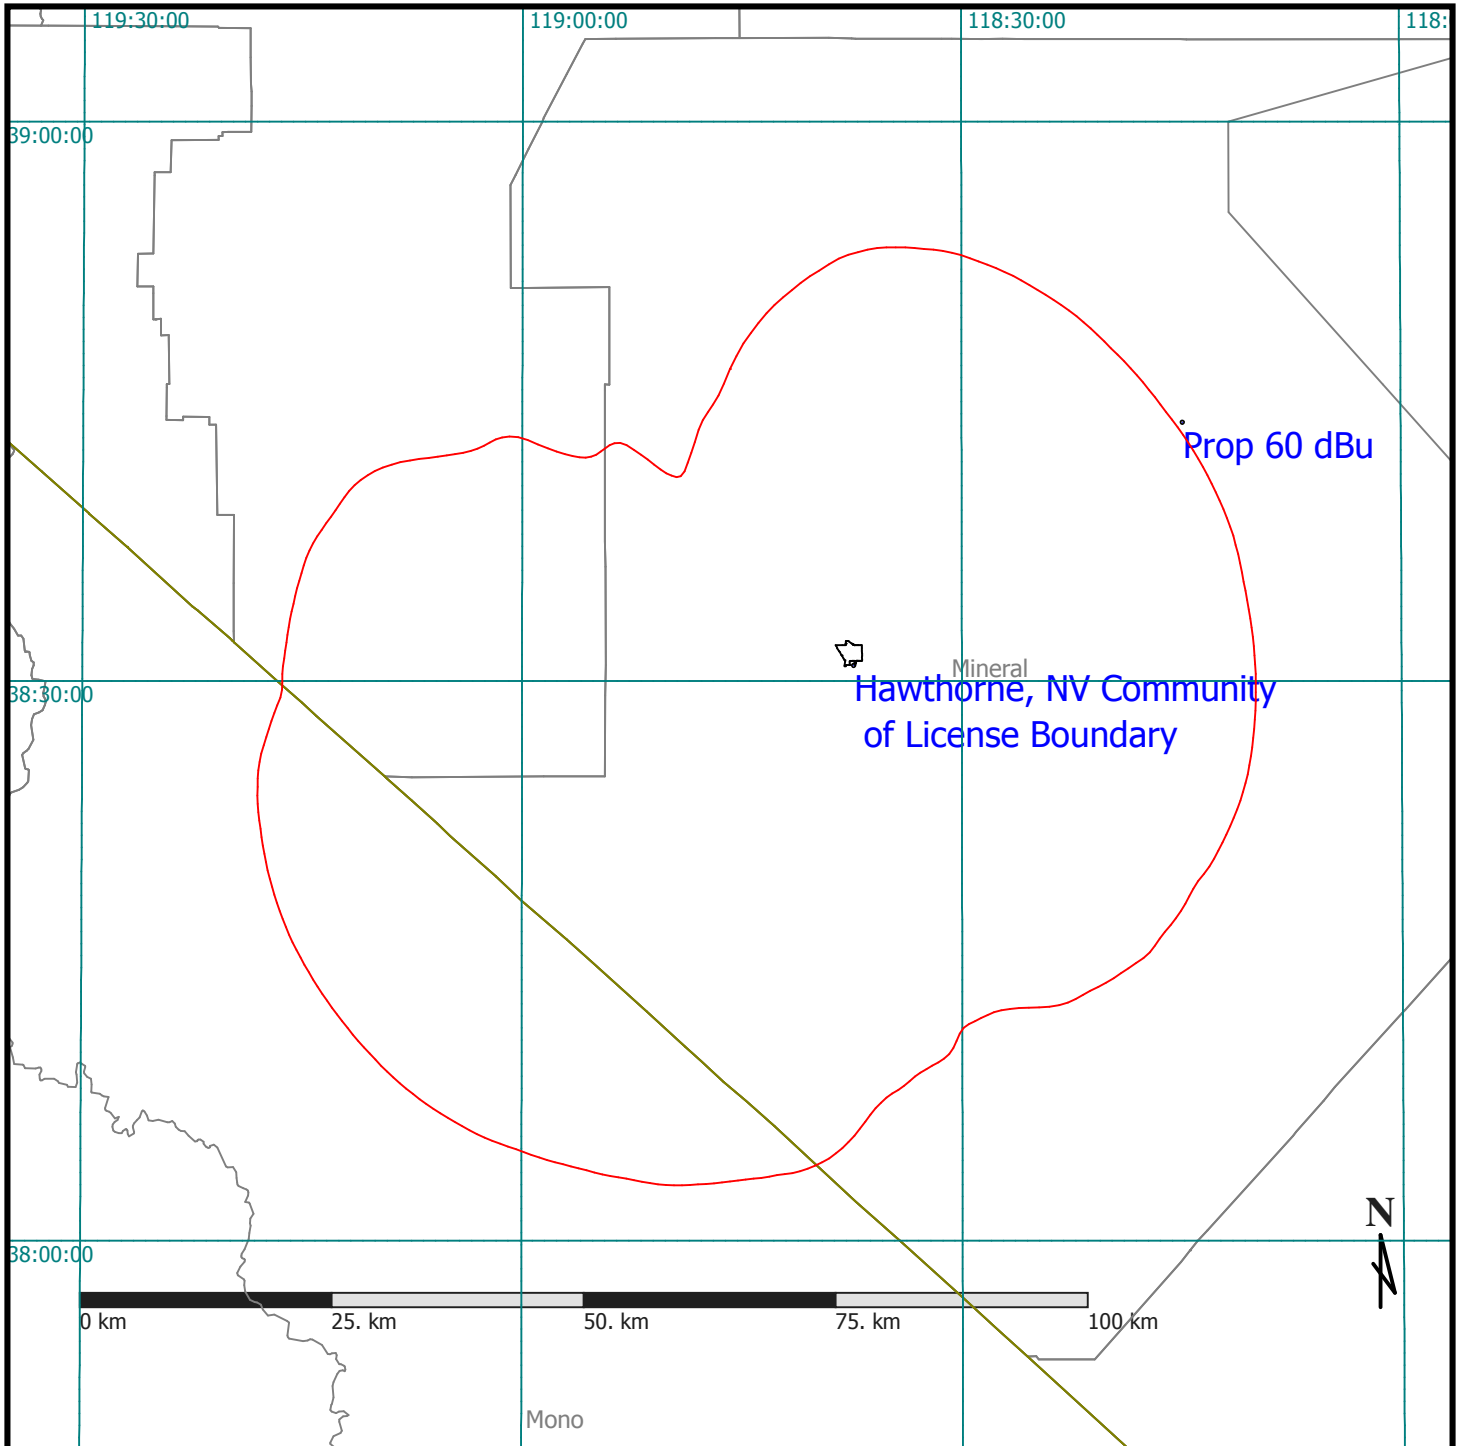 119:30:00
119:00:00
118:30:00
118:
39:00:00
Prop 60 dBu
Mineral
38:30:00
Hawthorne, NV Community
of License Boundary
N
38:00:00
0 km
25. km
50. km
75. km
100 km
Mono